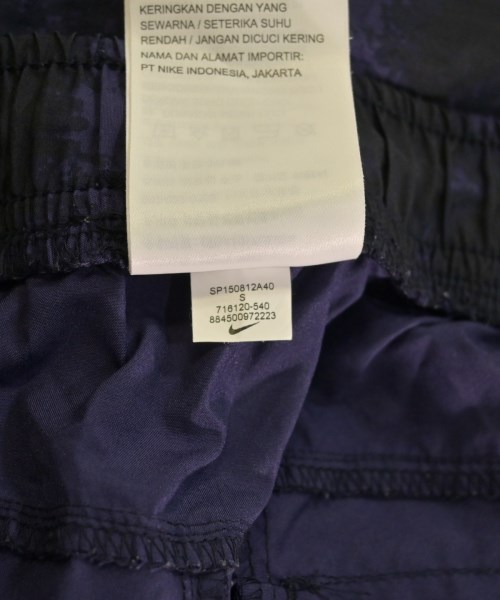 KERINGKAN DENGAN YANG
SEWARNA / SETERIKA SUHU
RENDAH / JANGAN DICUCI KERING
NAMA DAN ALAMAT IMPORTIR:
PT NIKE INDONESIA, JAKARTA
SP150812A40
S
716120-540
884500972223